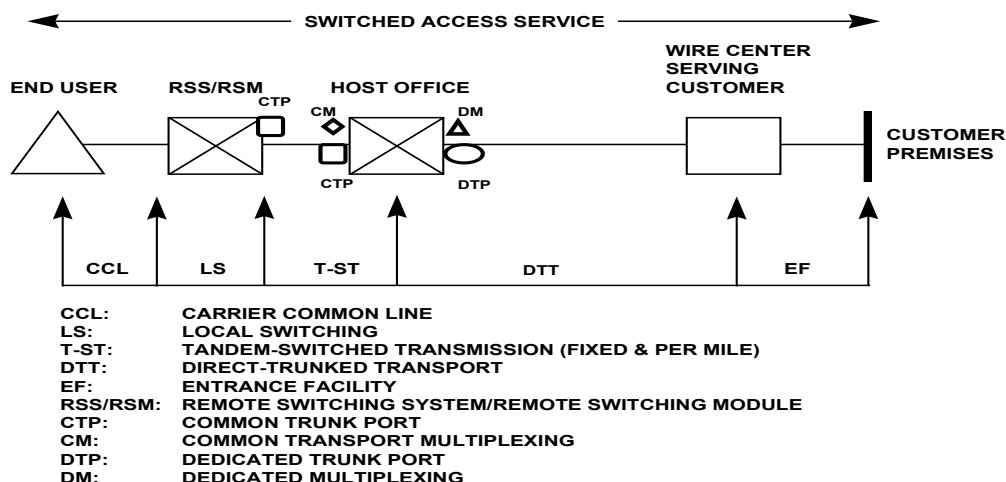 SWITCHED ACCESS SERVICE
WIRE CENTER
SERVING
CUSTOMER
END USER RSS/RSM HOST OFFICE
CTP CM DM
CUSTOMER
PREMISES
CTP DTP
CCL LS T-ST DTT EF
CCL: CARRIER COMMON LINE
LS: LOCAL SWITCHING
T-ST: TANDEM-SWITCHED TRANSMISSION (FIXED & PER MILE)
DTT: DIRECT-TRUNKED TRANSPORT
EF: ENTRANCE FACILITY
RSS/RSM: REMOTE SWITCHING SYSTEM/REMOTE SWITCHING MODULE
CTP: COMMON TRUNK PORT
CM: COMMON TRANSPORT MULTIPLEXING
DTP: DEDICATED TRUNK PORT
DM: DEDICATED MULTIPLEXING